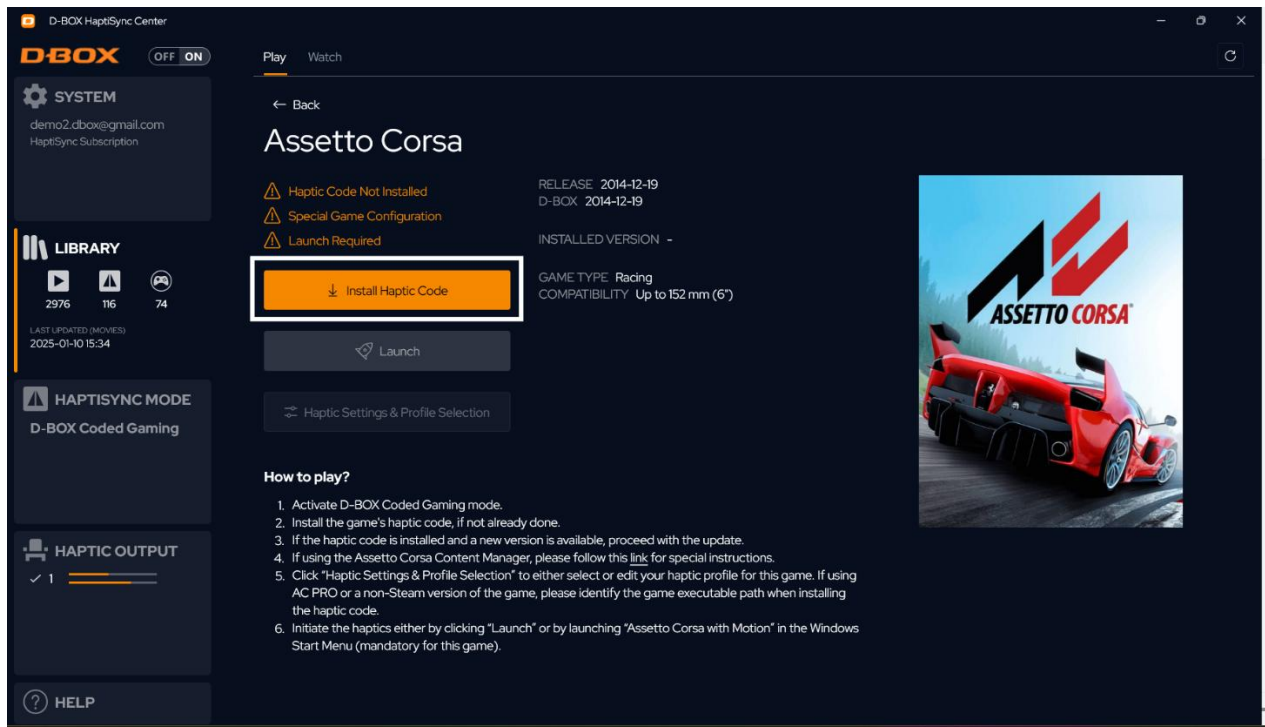 D-BOX HaptiSync Center
D-BOX
OFF ON
Play Watch
SYSTEM
demo2.dbox@gmail.com
HaptiSync Subscription
LIBRARY
2976 116 74
LAST UPDATED (MOVIES)
2025-01-10 15:34
HAPTISYNC MODE
D-BOX Coded Gaming
HAPTIC OUTPUT
1
HELP
Back
Assetto Corsa
Haptic Code Not Installed
Special Game Configuration
Launch Required
Install Haptic Code
Launch
Haptic Settings & Profile Selection
RELEASE 2014-12-19
D-BOX 2014-12-19
INSTALLED VERSION -
GAME TYPE Racing
COMPATIBILITY Up to 152 mm (6")
ASSETTO CORSA
How to play?
1. Activate D-BOX Coded Gaming mode.
2. Install the game's haptic code, if not already done.
3. If the haptic code is installed and a new version is available, proceed with the update.
4. If using the Assetto Corsa Content Manager, please follow this link for special instructions.
5. Click "Haptic Settings & Profile Selection" to either select or edit your haptic profile for this game. If using
AC PRO or a non-Steam version of the game, please identify the game executable path when installing
the haptic code.
6. Initiate the haptics either by clicking "Launch" or by launching "Assetto Corsa with Motion" in the Windows
Start Menu (mandatory for this game).